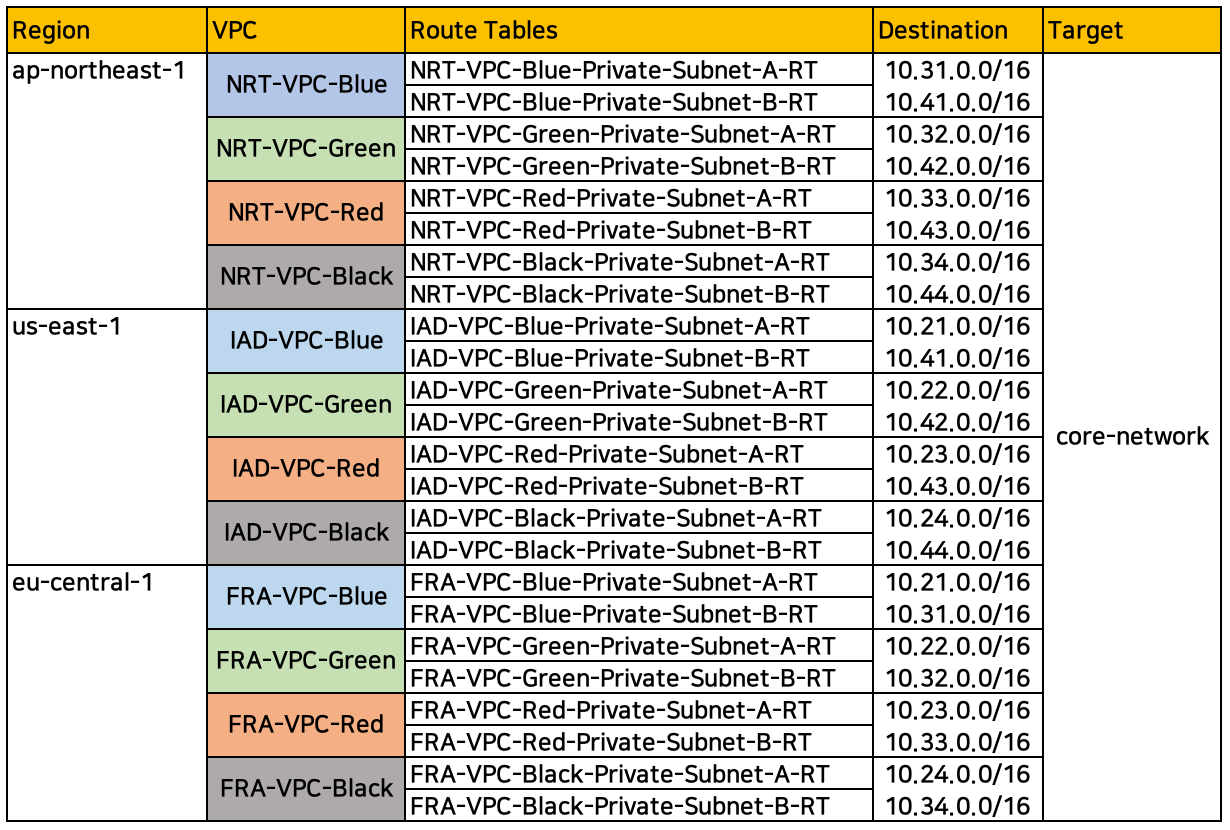 Region VPC Route Tables Destination Target
ap-northeast-1 NRT-VPC-Blue NRT-VPC-Blue-Private-Subnet-A-RT 10.31.0.0/16
NRT-VPC-Blue-Private-Subnet-B-RT 10.41.0.0/16
NRT-VPC-Green NRT-VPC-Green-Private-Subnet-A-RT 10.32.0.0/16
NRT-VPC-Green-Private-Subnet-B-RT 10.42.0.0/16
NRT-VPC-Red NRT-VPC-Red-Private-Subnet-A-RT 10.33.0.0/16
NRT-VPC-Red-Private-Subnet-B-RT 10.43.0.0/16
NRT-VPC-Black NRT-VPC-Black-Private-Subnet-A-RT 10.34.0.0/16
NRT-VPC-Black-Private-Subnet-B-RT 10.44.0.0/16
us-east-1 IAD-VPC-Blue IAD-VPC-Blue-Private-Subnet-A-RT 10.21.0.0/16
IAD-VPC-Blue-Private-Subnet-B-RT 10.41.0.0/16
IAD-VPC-Green IAD-VPC-Green-Private-Subnet-A-RT 10.22.0.0/16
IAD-VPC-Green-Private-Subnet-B-RT 10.42.0.0/16
core-network
IAD-VPC-Red IAD-VPC-Red-Private-Subnet-A-RT 10.23.0.0/16
IAD-VPC-Red-Private-Subnet-B-RT 10.43.0.0/16
IAD-VPC-Black IAD-VPC-Black-Private-Subnet-A-RT 10.24.0.0/16
IAD-VPC-Black-Private-Subnet-B-RT 10.44.0.0/16
eu-central-1 FRA-VPC-Blue FRA-VPC-Blue-Private-Subnet-A-RT 10.21.0.0/16
FRA-VPC-Blue-Private-Subnet-B-RT 10.31.0.0/16
FRA-VPC-Green FRA-VPC-Green-Private-Subnet-A-RT 10.22.0.0/16
FRA-VPC-Green-Private-Subnet-B-RT 10.32.0.0/16
FRA-VPC-Red FRA-VPC-Red-Private-Subnet-A-RT 10.23.0.0/16
FRA-VPC-Red-Private-Subnet-B-RT 10.33.0.0/16
FRA-VPC-Black FRA-VPC-Black-Private-Subnet-A-RT 10.24.0.0/16
FRA-VPC-Black-Private-Subnet-B-RT 10.34.0.0/16